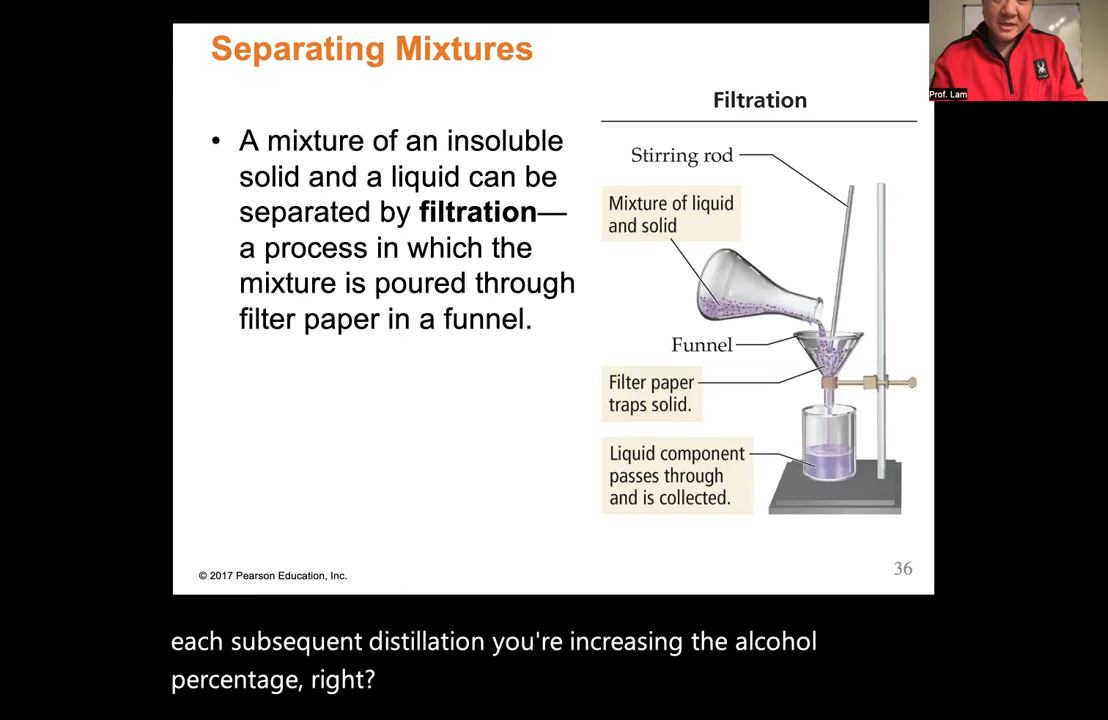 Separating Mixtures
Prof. Lam
• A mixture of an insoluble
solid and a liquid can be
separated by filtration—
a process in which the
mixture is poured through
filter paper in a funnel.
Filtration
Stirring rod
Mixture of liquid
and solid
Funnel
Filter paper
traps solid.
Liquid component
passes through
and is collected.
© 2017 Pearson Education, Inc.
36
each subsequent distillation you're increasing the alcohol
percentage, right?